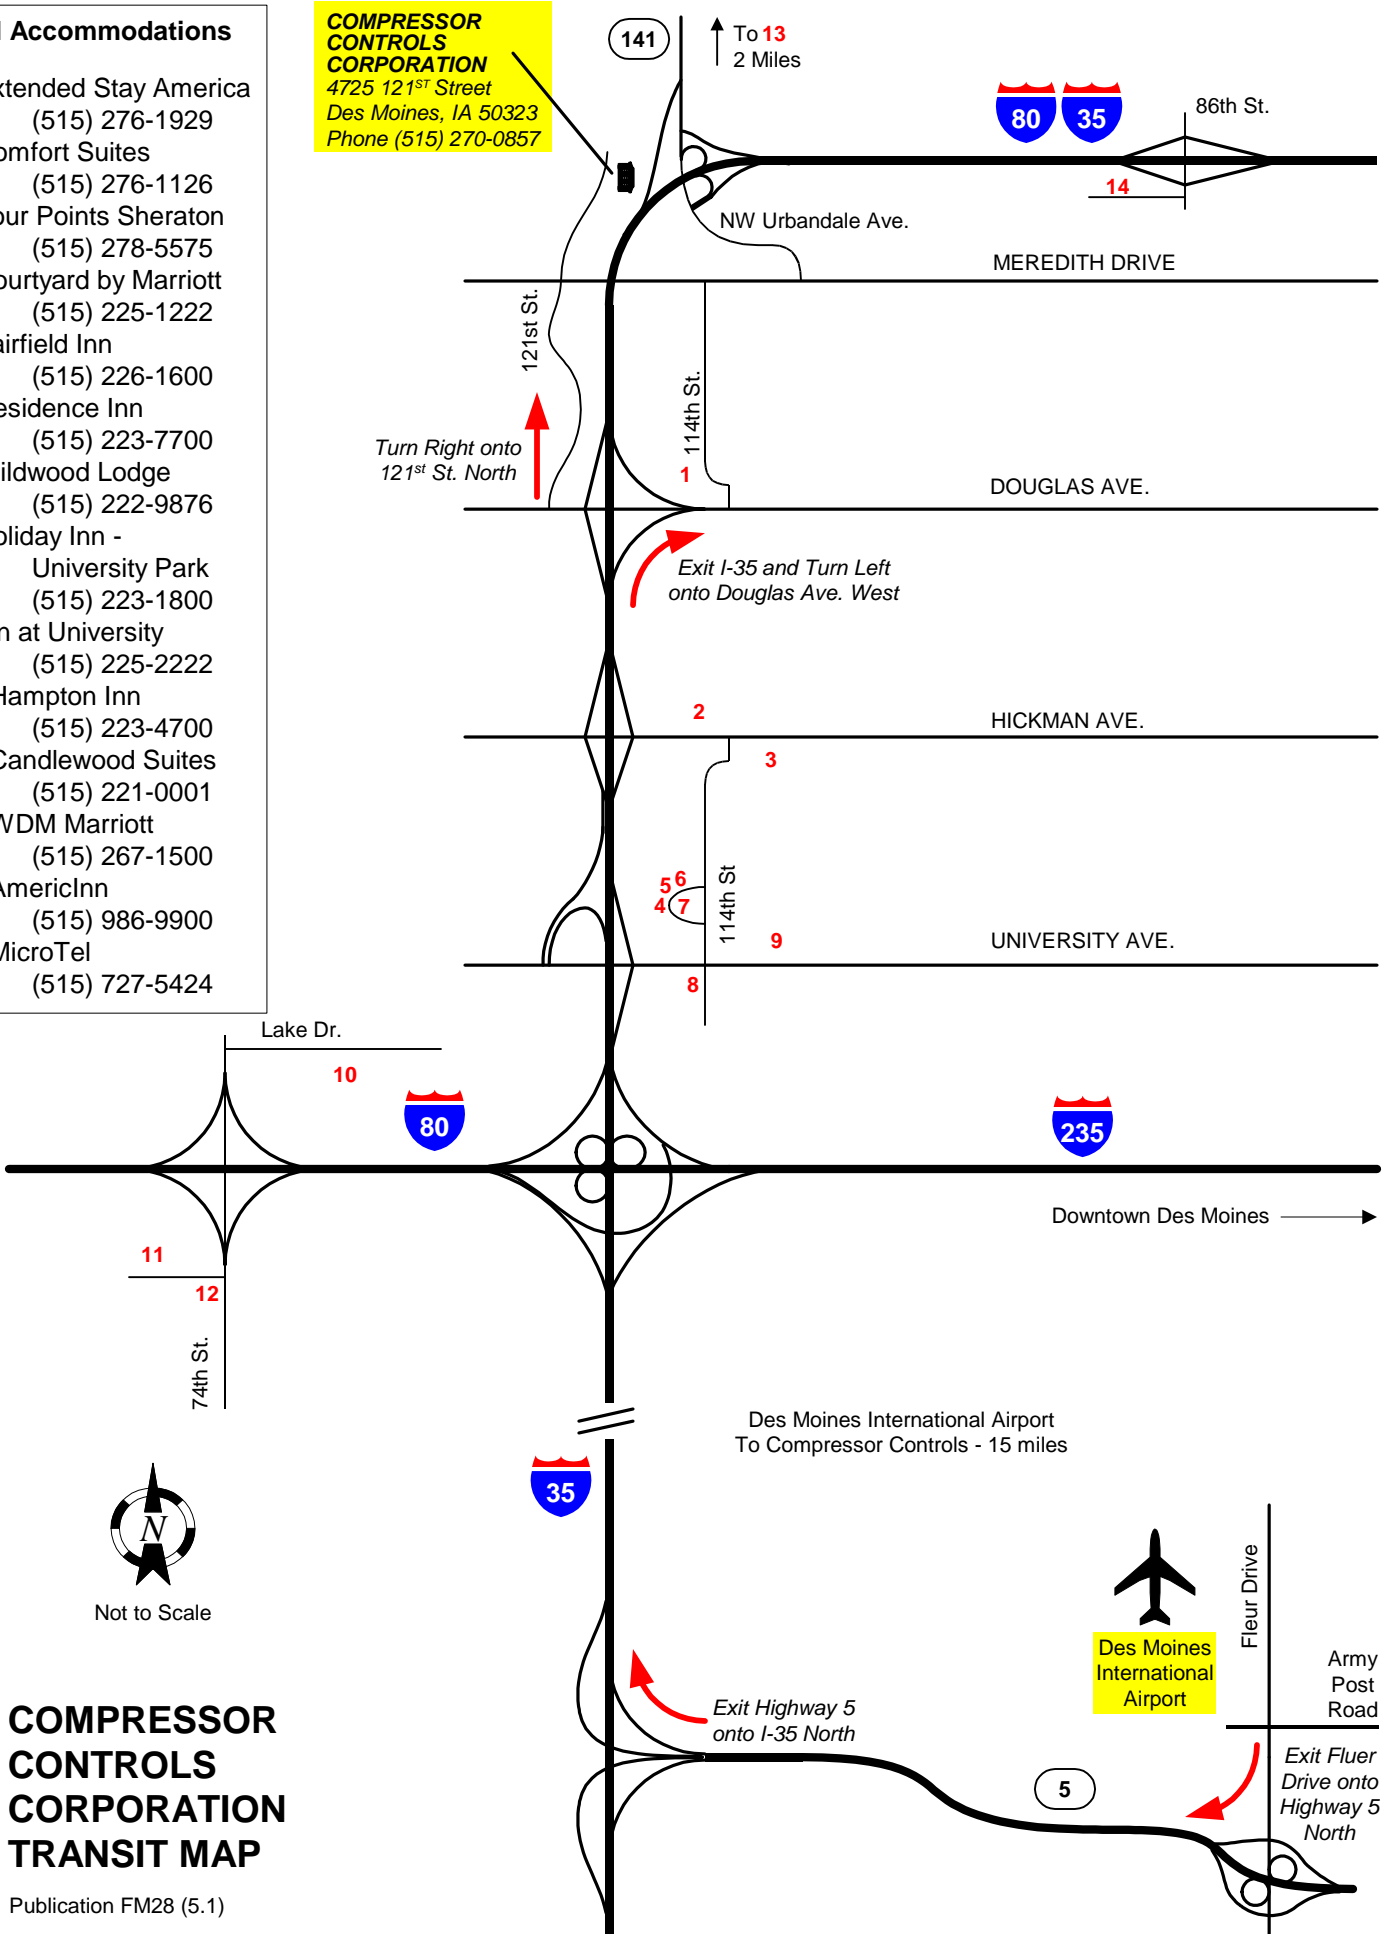 Accommodations
xtended Stay America
(515) 276-1929
omfort Suites
(515) 276-1126
our Points Sheraton
(515) 278-5575
ourtyard by Marriott
(515) 225-1222
airfield Inn
(515) 226-1600
esidence Inn
(515) 223-7700
ildwood Lodge
(515) 222-9876
oliday Inn -
University Park
(515) 223-1800
n at University
(515) 225-2222
Hampton Inn
(515) 223-4700
Candlewood Suites
(515) 221-0001
WDM Marriott
(515) 267-1500
AmericInn
(515) 986-9900
MicroTel
(515) 727-5424
COMPRESSOR
CONTROLS
CORPORATION
4725 121ST Street
Des Moines, IA 50323
Phone (515) 270-0857
141
To 13
2 Miles
80
35
86th St.
14
NW Urbandale Ave.
MEREDITH DRIVE
121st St.
114th St.
Turn Right onto
121st St. North
1
DOUGLAS AVE.
Exit I-35 and Turn Left
onto Douglas Ave. West
2
HICKMAN AVE.
3
114th St
5
6
4
7
9
UNIVERSITY AVE.
8
Lake Dr.
10
80
235
Downtown Des Moines
11
12
74th St.
Des Moines International Airport
To Compressor Controls - 15 miles
35
N
Not to Scale
Fleur Drive
Des Moines
International
Airport
Army
Post
Road
Exit Highway 5
onto I-35 North
5
Exit Fluer
Drive onto
Highway 5
North
COMPRESSOR
CONTROLS
CORPORATION
TRANSIT MAP
Publication FM28 (5.1)